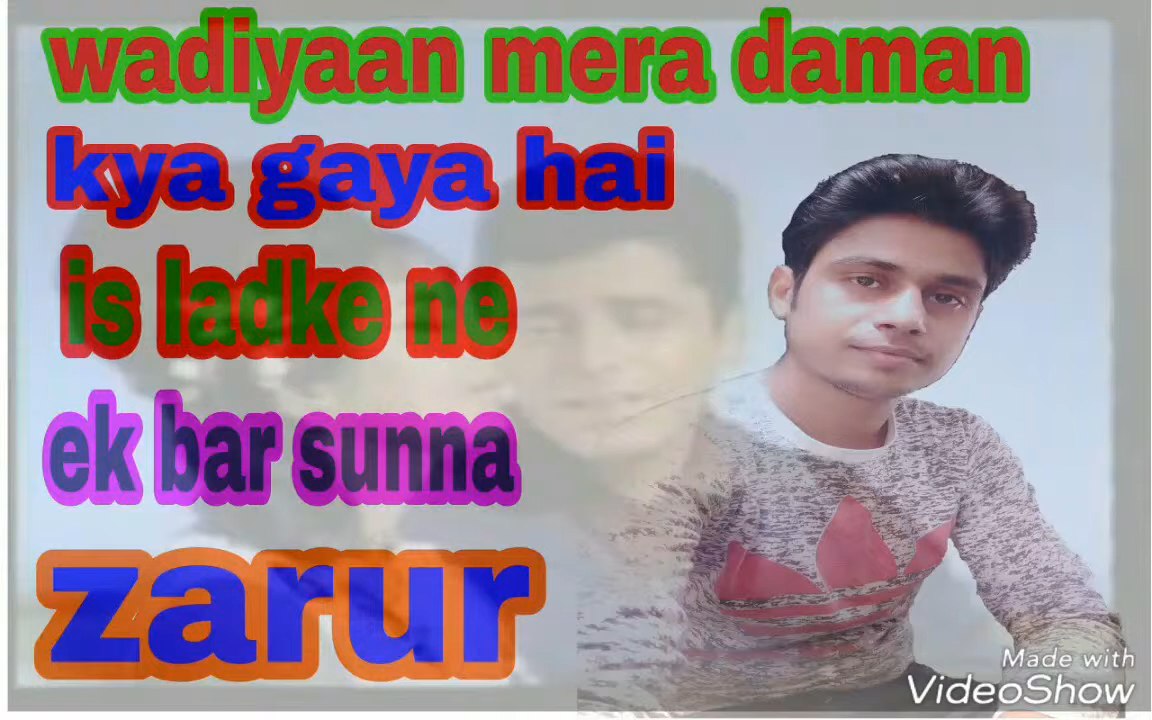 wadiyaan mera daman
kya gaya hai
is ladke ne
ek bar sunna
zarur
Made with
VideoShow